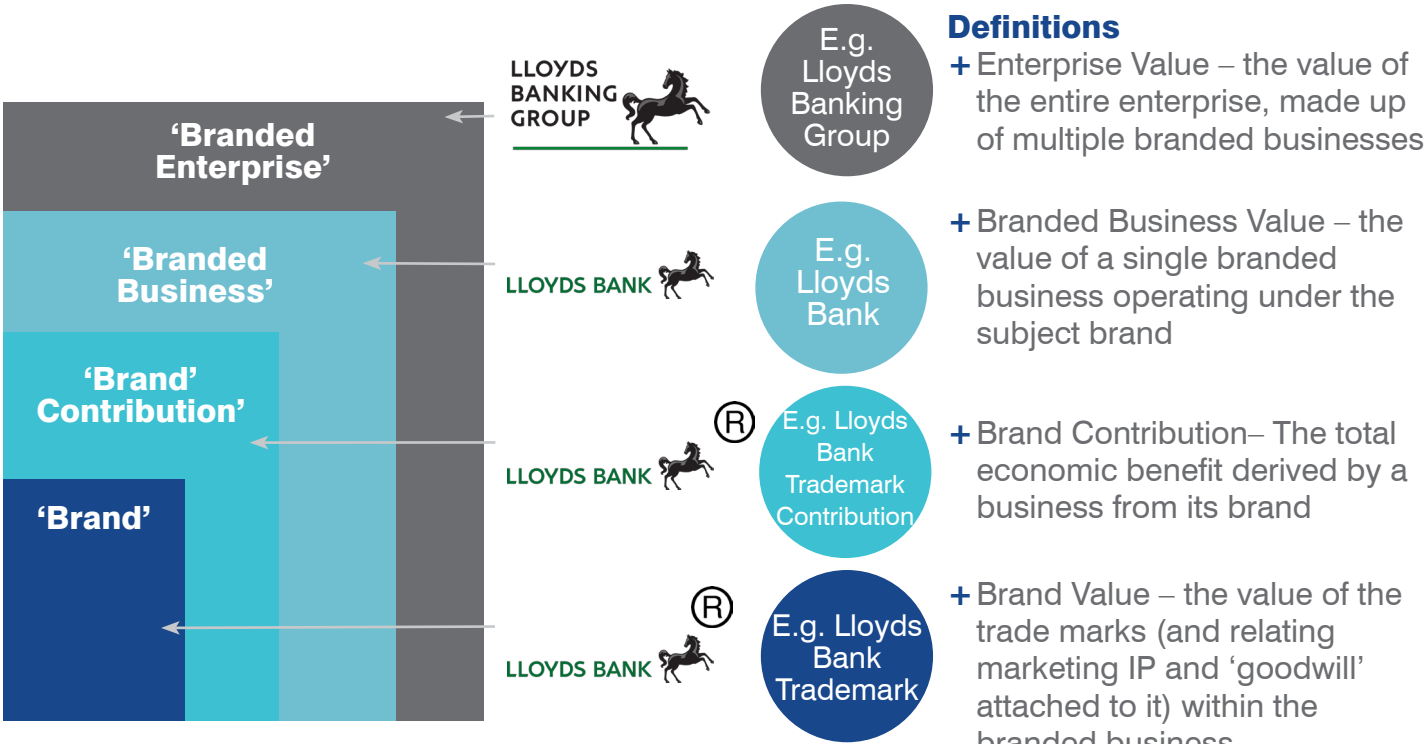 Definitions
‘Branded
Enterprise’
LLOYDS
BANKING
GROUP
E.g.
Lloyds
Banking
Group
+ Enterprise Value – the value of
the entire enterprise, made up
of multiple branded businesses
‘Branded
Business’
LLOYDS BANK
E.g.
Lloyds
Bank
+ Branded Business Value – the
value of a single branded
business operating under the
subject brand
‘Brand’
Contribution’
LLOYDS BANK ®
E.g. Lloyds
Bank
Trademark
Contribution
+ Brand Contribution– The total
economic benefit derived by a
business from its brand
‘Brand’
LLOYDS BANK ®
E.g. Lloyds
Bank
Trademark
+ Brand Value – the value of the
trade marks (and relating
marketing IP and ‘goodwill’
attached to it) within the
branded business